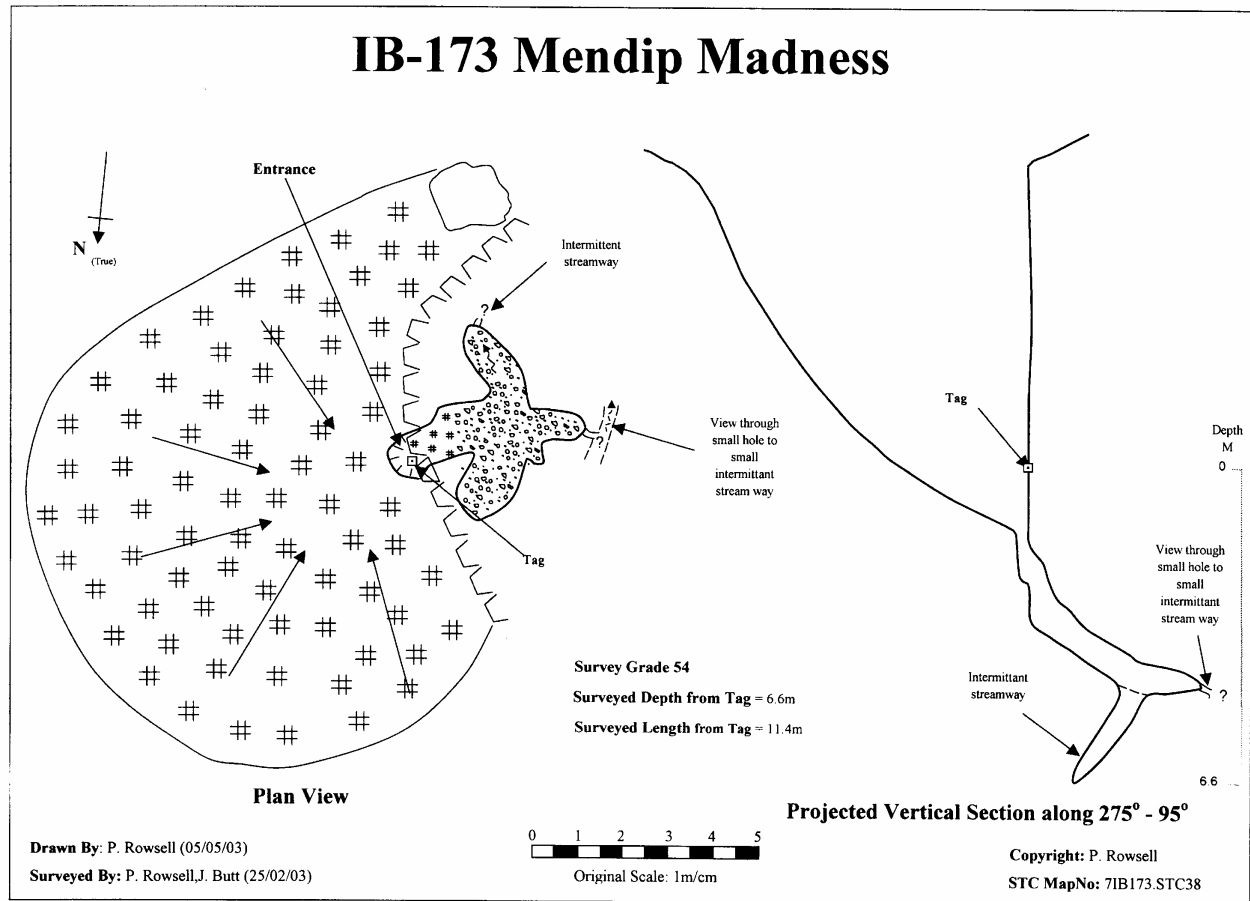 IB-173 Mendip Madness
Entrance
N
(True)
Intermittent
streamway
?
View through
small hole to
small
intermittant
stream way
?
Tag
Survey Grade 54
Surveyed Depth from Tag = 6.6m
Surveyed Length from Tag = 11.4m
Plan View
Tag
Depth
M
0
View through
small hole to
small
intermittant
stream way
Intermittant
streamway
?
6.6
Projected Vertical Section along 275° - 95°
Drawn By: P. Rowsell (05/05/03)
Surveyed By: P. Rowsell,J. Butt (25/02/03)
0 1 2 3 4 5
Original Scale: 1m/cm
Copyright: P. Rowsell
STC MapNo: 7IB173.STC38